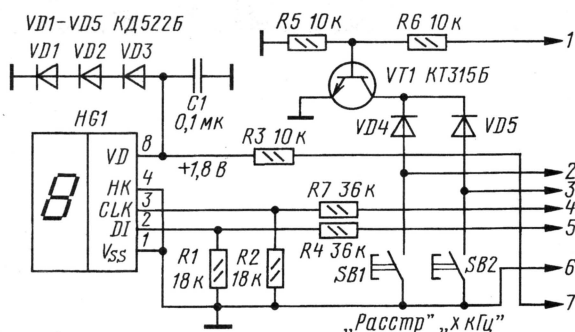 VD1-VD5 КД522Б
VD1 VD2 VD3
C1
0,1 мк
R5 10 к
R6 10 к
1
VT1 КТ315Б
VD4
VD5
HG1
8
VD
8
+1,8 В
R3 10 к
HK
4
CLK
3
DI
2
VSS
1
R7 36 к
R4 36 к
R1
18 к
R2
18 к
2
3
4
5
6
7
SB1
SB2
„Расстр"
„x кГц"